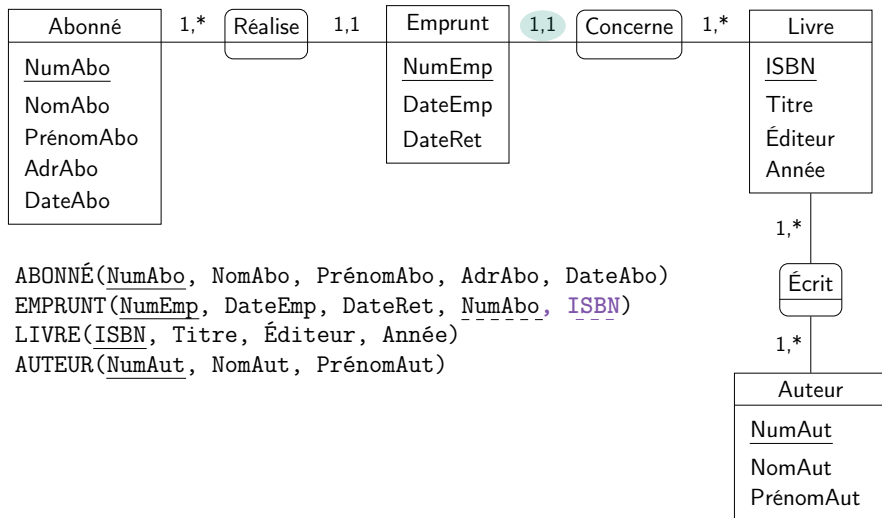 Abonné 1,* Réalise 1,1 Emprunt 1,1 Concerne 1,* Livre
NumAbo
NomAbo
PrénomAbo
AdrAbo
DateAbo
NumEmp
DateEmp
DateRet
ISBN
Titre
Éditeur
Année
1,*
Écrit
1,*
Auteur
NumAut
NomAut
PrénomAut
ABONNÉ(NumAbo, NomAbo, PrénomAbo, AdrAbo, DateAbo)
EMPRUNT(NumEmp, DateEmp, DateRet, NumAbo, ISBN)
LIVRE(ISBN, Titre, Éditeur, Année)
AUTEUR(NumAut, NomAut, PrénomAut)